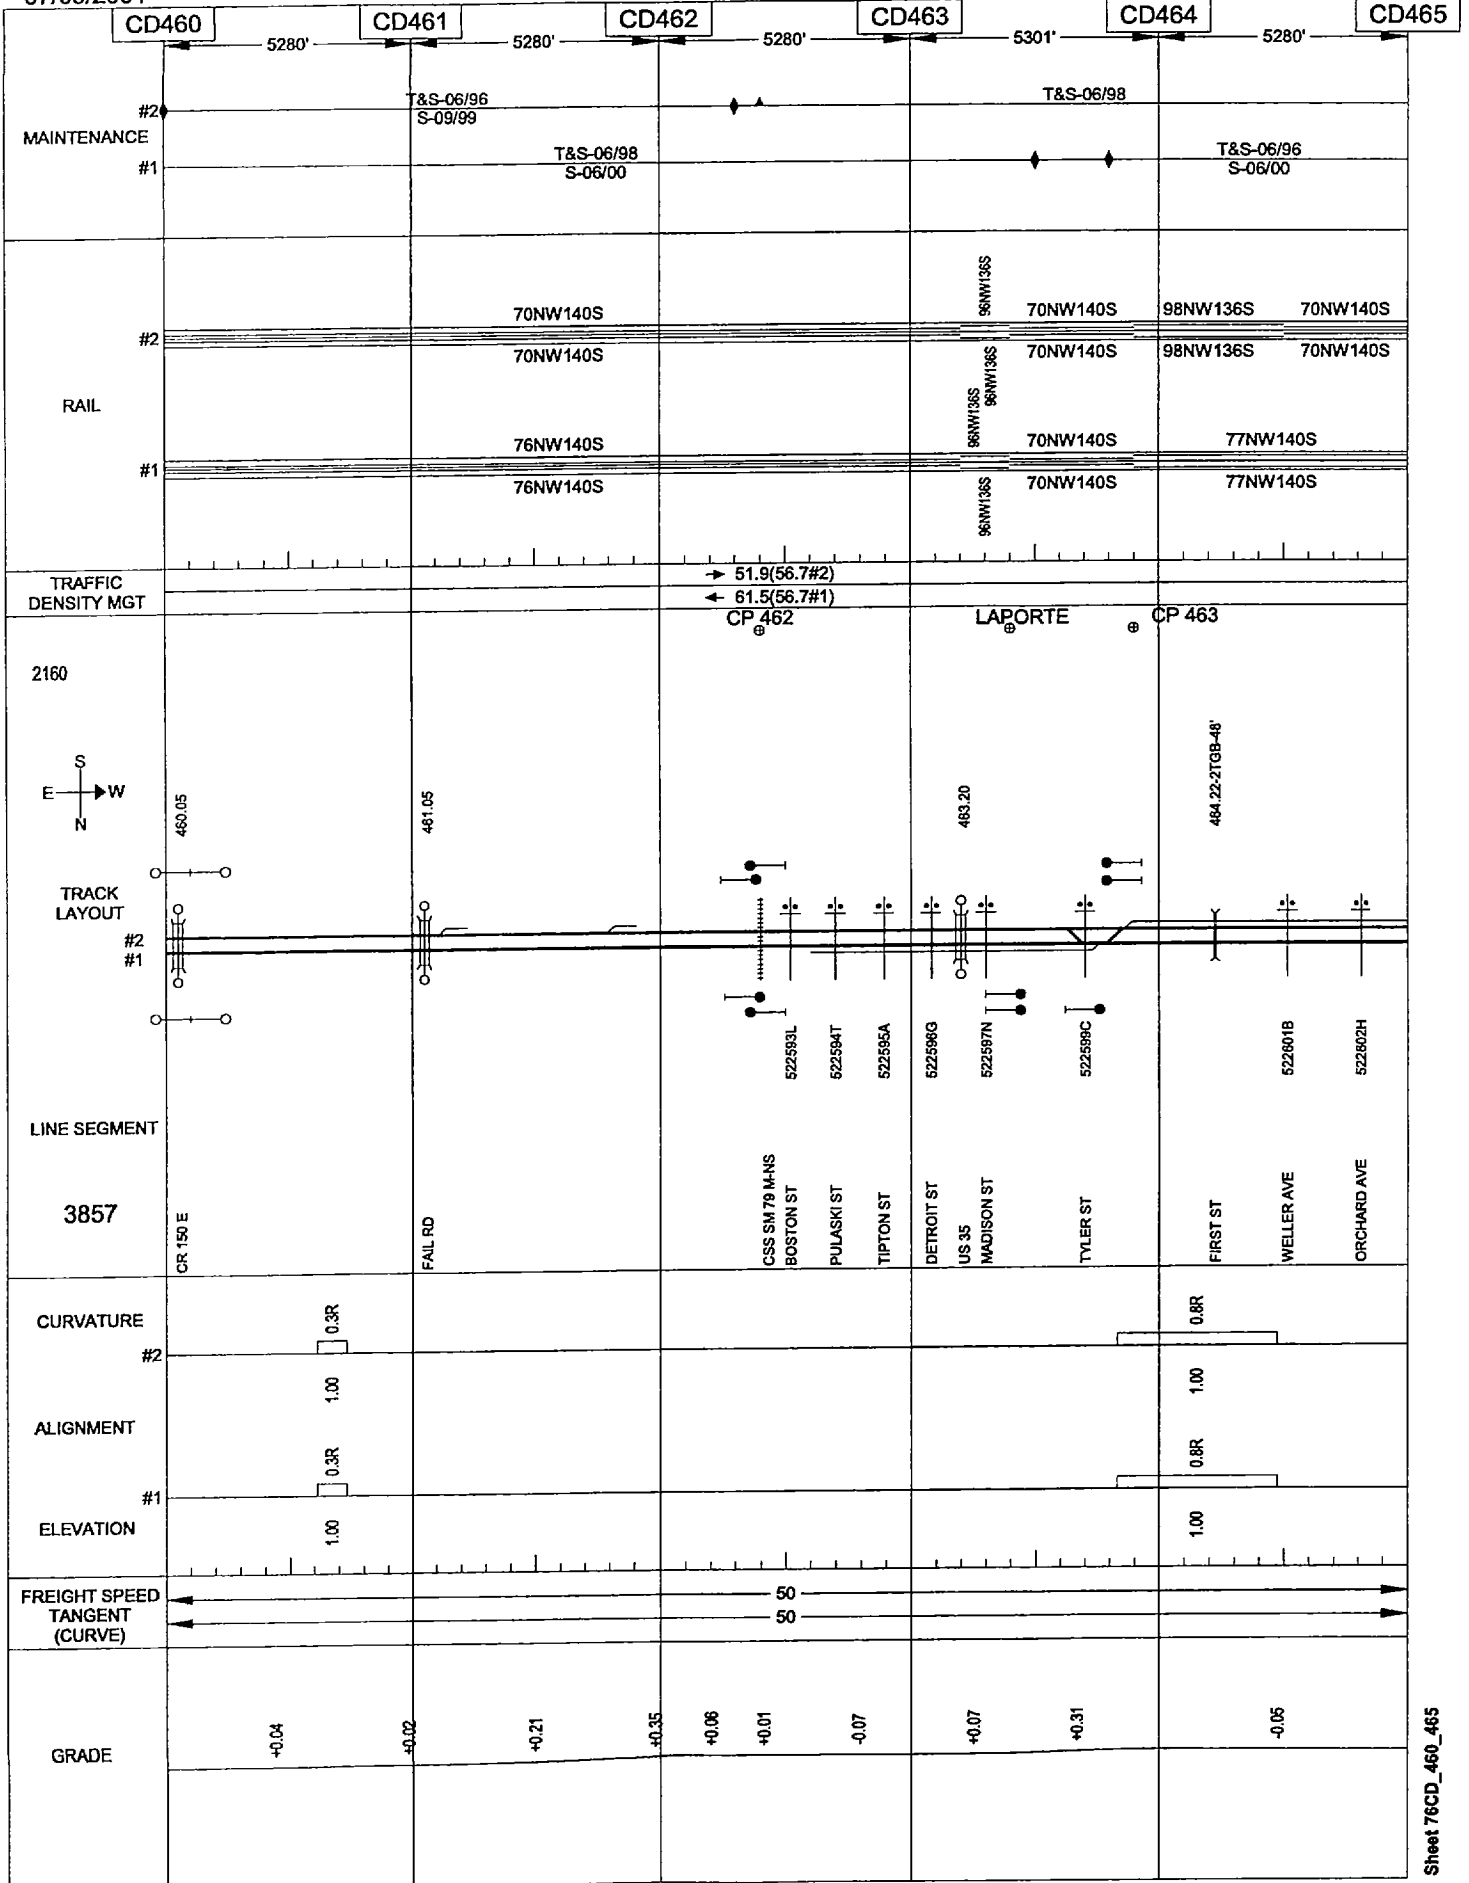 CD460 CD461 CD462 CD463 CD464 CD465
5280' 5280' 5280' 5301' 5280'
MAINTENANCE
#2
T&S-06/96
S-09/99
T&S-06/98
#1
T&S-06/98
S-06/00
T&S-06/96
S-06/00
RAIL
#2
70NW140S 96NW136S 70NW140S 98NW136S 70NW140S
70NW140S 96NW136S 70NW140S 98NW136S 70NW140S
#1
76NW140S 96NW136S 70NW140S 77NW140S
76NW140S 96NW136S 70NW140S 77NW140S
TRAFFIC
DENSITY MGT
→ 51.9(56.7#2)
← 61.5(56.7#1)
CP 462 LAPORTE CP 463
2160
S
E W
N
460.05 461.05 463.20 464.22-2TGB-48'
TRACK
LAYOUT
#2
#1
522593L 522594T 522595A 522596G 522597N 522599C 522601B 522602H
LINE SEGMENT
3857
CR 150 E
FAIL RD
CSS SM 79 M-NS
BOSTON ST
PULASKI ST
TIPTON ST
DETROIT ST
US 35
MADISON ST
TYLER ST
FIRST ST
WELLER AVE
ORCHARD AVE
CURVATURE
#2
0.3R 0.8R
1.00 1.00
ALIGNMENT
#1
0.3R 0.8R
ELEVATION
1.00 1.00
FREIGHT SPEED
TANGENT
(CURVE)
50
50
GRADE
+0.04 +0.02 +0.21 +0.35 +0.06 +0.01 -0.07 +0.07 +0.31 -0.05
Sheet 76CD_460_465